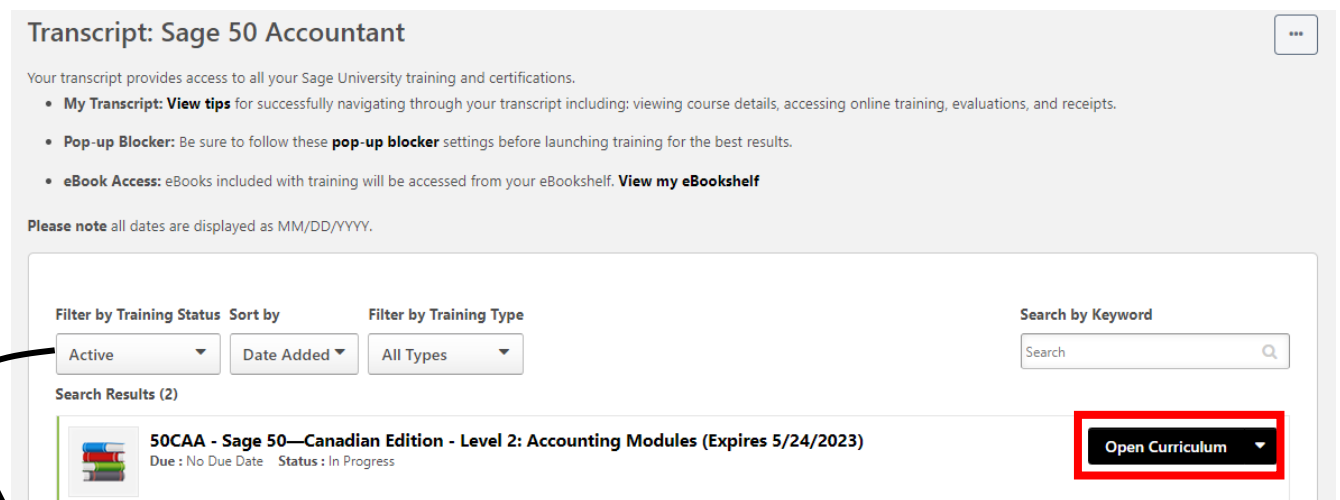 Transcript: Sage 50 Accountant
Your transcript provides access to all your Sage University training and certifications.
• My Transcript: View tips for successfully navigating through your transcript including: viewing course details, accessing online training, evaluations, and receipts.
• Pop-up Blocker: Be sure to follow these pop-up blocker settings before launching training for the best results.
• eBook Access: eBooks included with training will be accessed from your eBookshelf. View my eBookshelf
Please note all dates are displayed as MM/DD/YYYY.
Filter by Training Status Sort by Filter by Training Type Search by Keyword
Active Date Added All Types Search
Search Results (2)
50CAA - Sage 50—Canadian Edition - Level 2: Accounting Modules (Expires 5/24/2023)
Due : No Due Date Status : In Progress
Open Curriculum